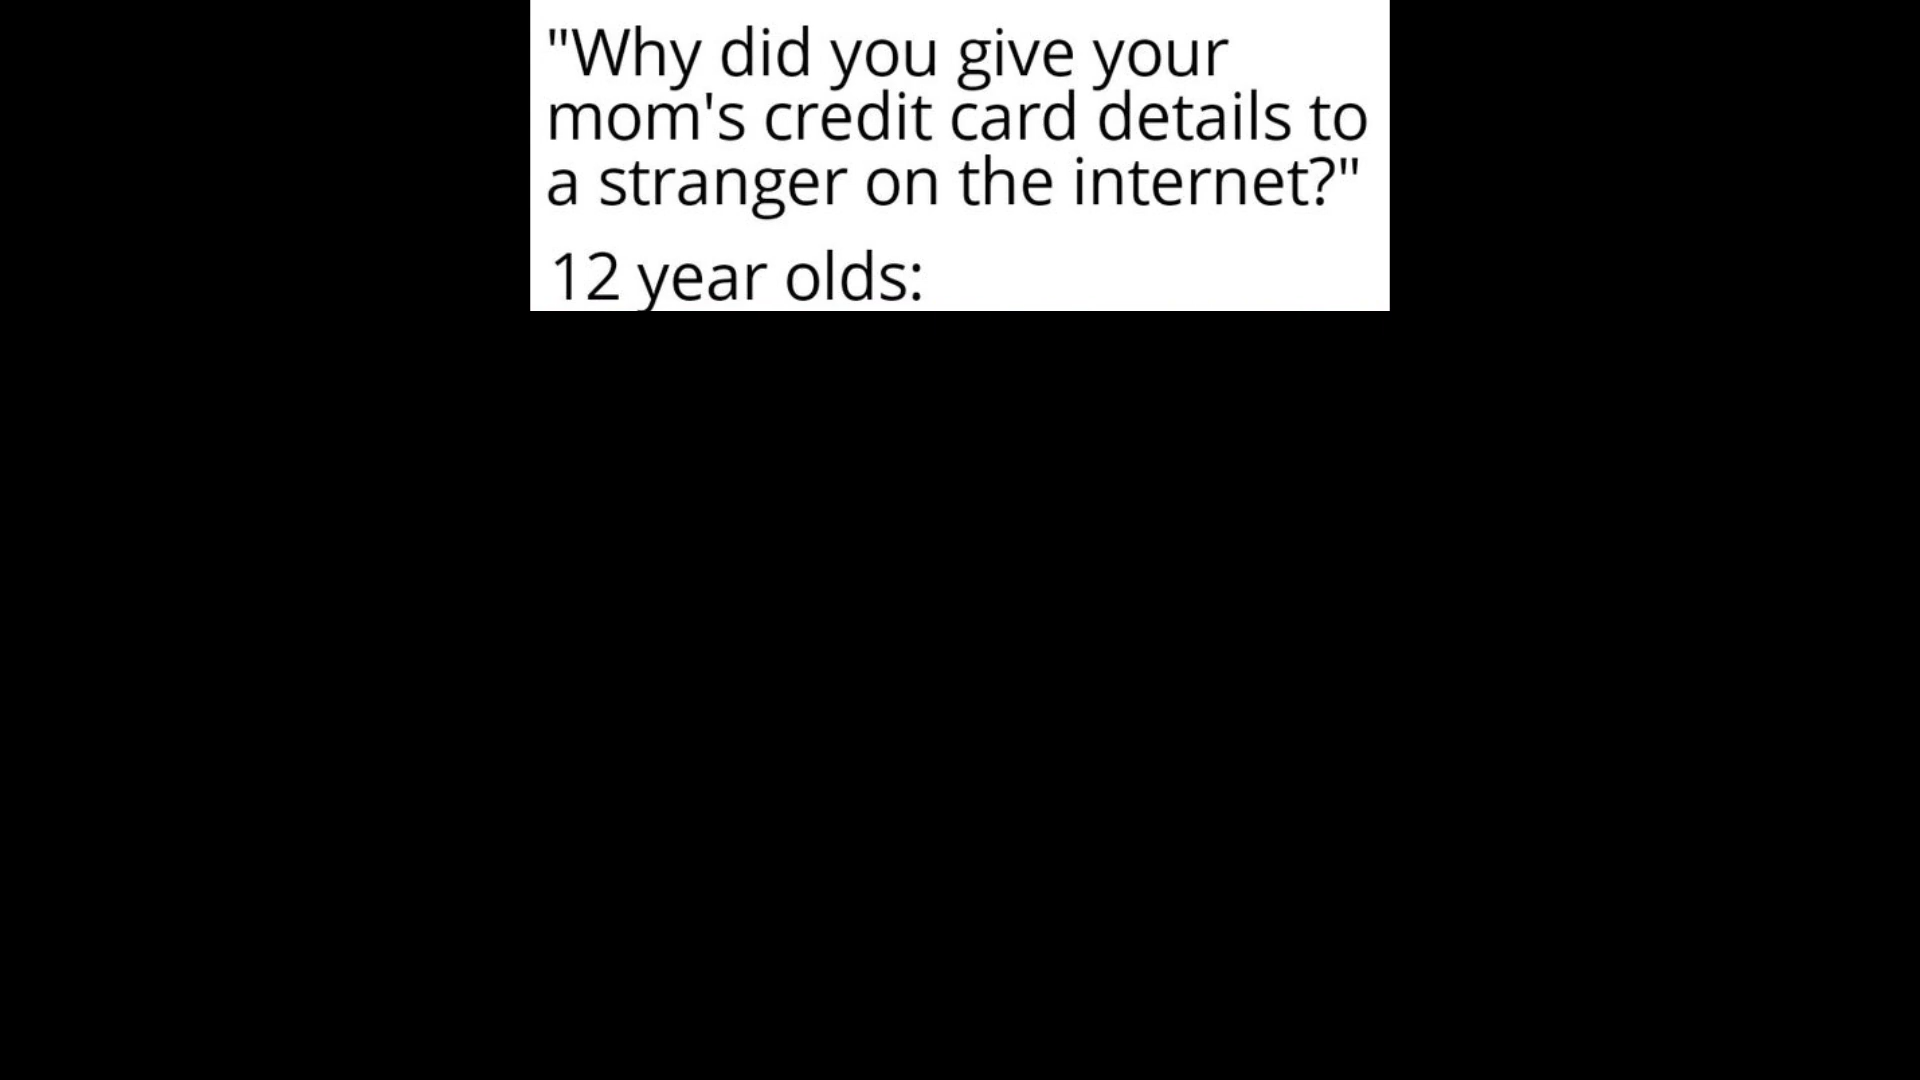 "Why did you give your
mom's credit card details to
a stranger on the internet?"
12 year olds: